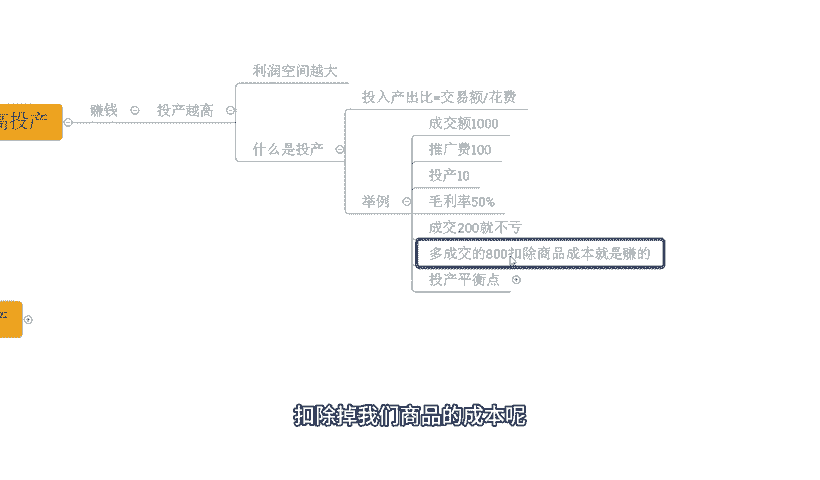 高投产
赚钱
投产越高
利润空间越大
什么是投产
投入产出比=交易额/花费
举例
成交额1000
推广费100
投产10
毛利率50%
成交200就不亏
多成交的800扣除商品成本就是赚的
投产平衡点
扣除掉我们商品的成本呢